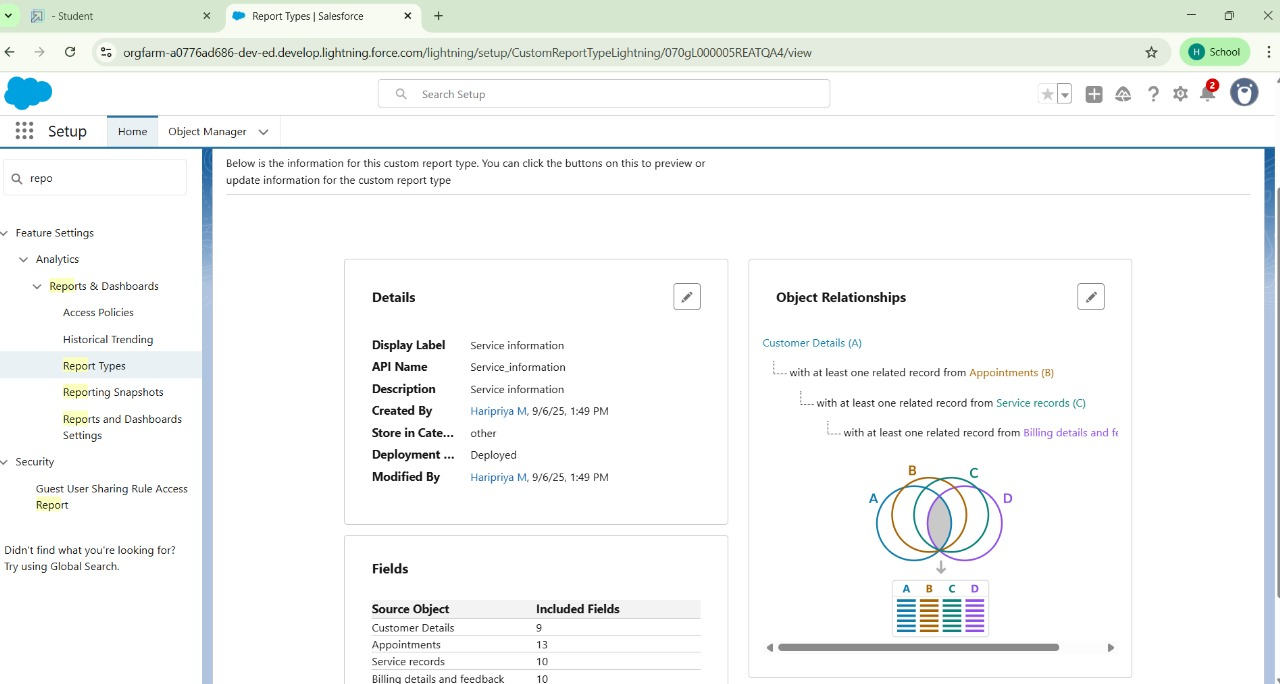 - Student
Report Types | Salesforce
orgfarm-a0776ad686-dev-ed.develop.lightning.force.com/lightning/setup/CustomReportTypeLightning/070gL000005REATQA4/view
H School
Search Setup
2
Setup
Home
Object Manager
repo
Feature Settings
Analytics
Reports & Dashboards
Access Policies
Historical Trending
Report Types
Reporting Snapshots
Reports and Dashboards
Settings
Security
Guest User Sharing Rule Access
Report
Didn't find what you're looking for?
Try using Global Search.
Below is the information for this custom report type. You can click the buttons on this to preview or
update information for the custom report type
Details
Display Label Service information
API Name Service_information
Description Service information
Created By Haripriya M, 9/6/25, 1:49 PM
Store in Cate... other
Deployment ... Deployed
Modified By Haripriya M, 9/6/25, 1:49 PM
Fields
Source Object Included Fields
Customer Details 9
Appointments 13
Service records 10
Billing details and feedback 10
Object Relationships
Customer Details (A)
with at least one related record from Appointments (B)
with at least one related record from Service records (C)
with at least one related record from Billing details and fe
B C
A D
A B C D